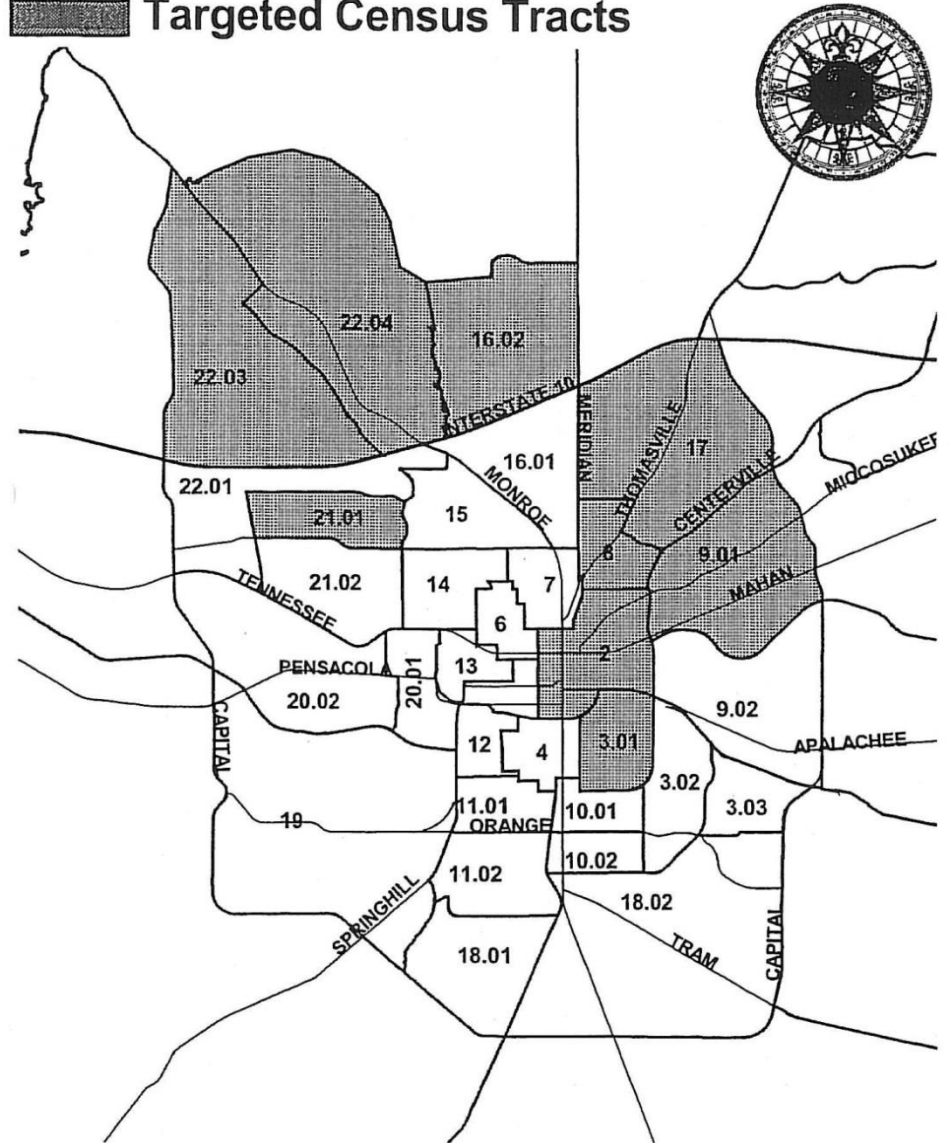 Targeted Census Tracts
22.04
16.02
22.03
INTERSTATE 10
MERIDIAN
THOMASVILLE
17
CENTERVILLE
MICCOSUKEE
16.01
MONROE
22.01
21.01
15
8
9.01
MAHAN
21.02
TENNESSEE
14
7
6
2
PENSACOLA
13
20.01
20.02
9.02
CAPITAL
12
4
3.01
APALACHEE
3.02
3.03
11.01
10.01
19
ORANGE
10.02
11.02
18.02
SPRINGHILL
TRAM
CAPITAL
18.01